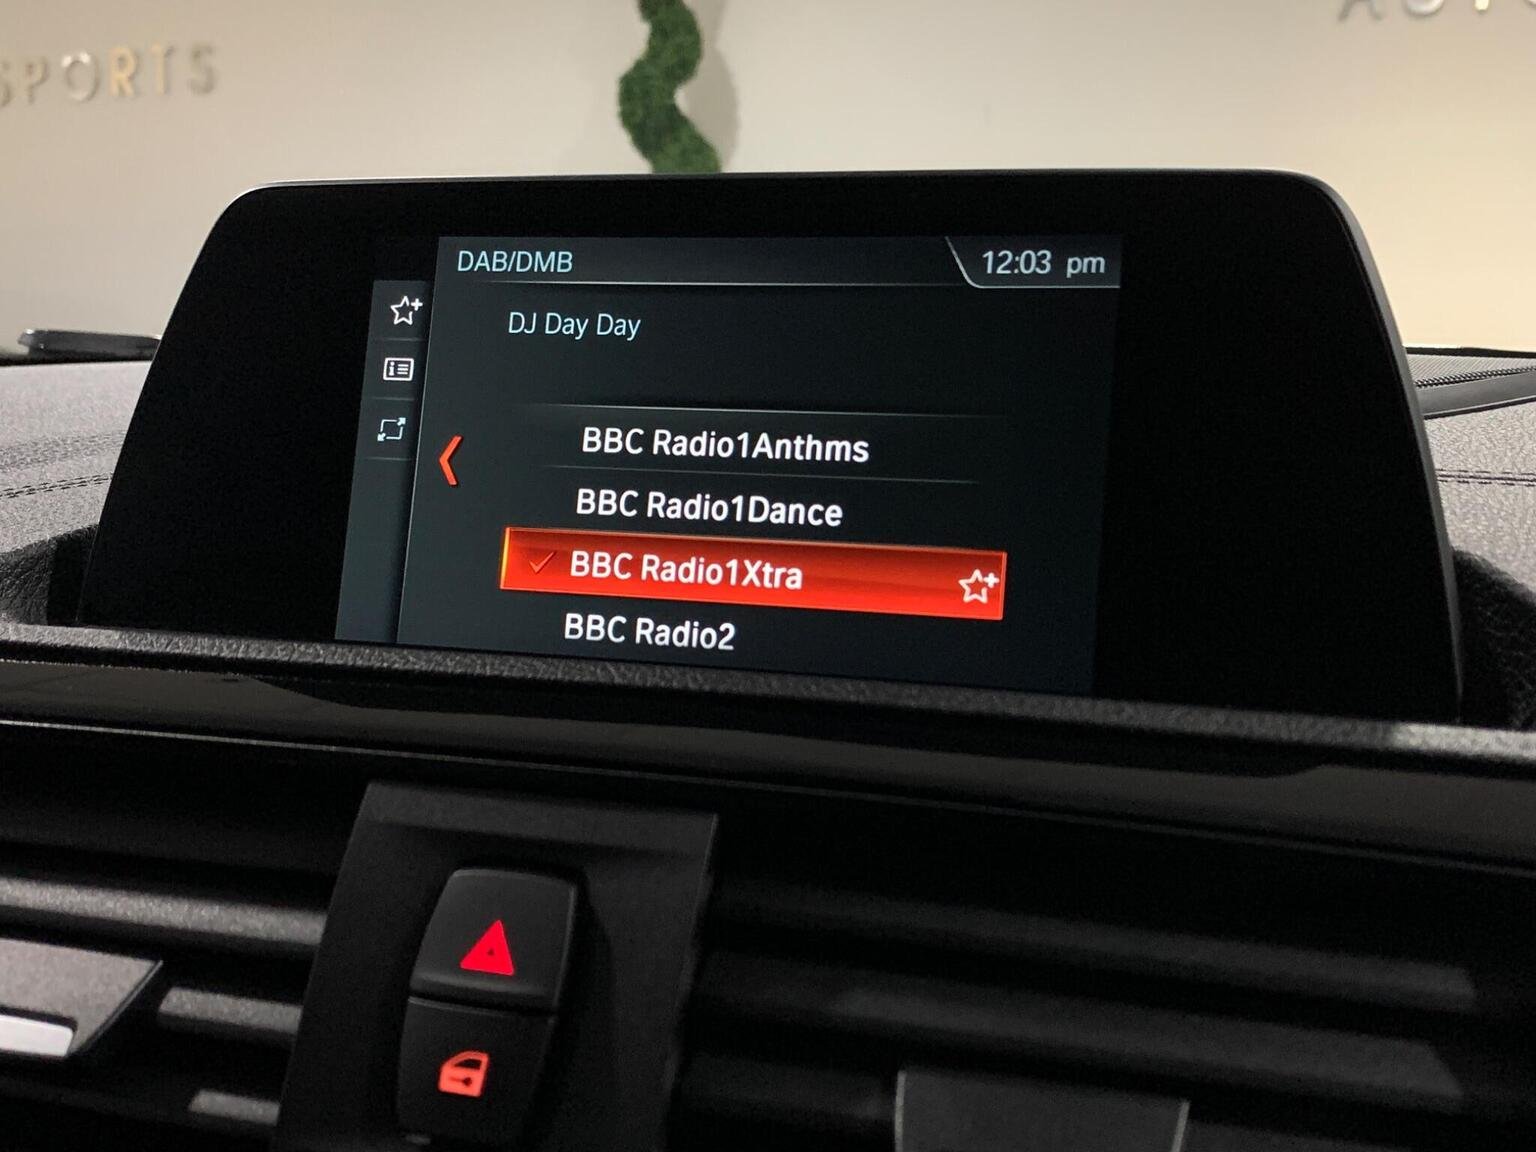 SPORTS
DAB/DMB
12:03 pm
DJ Day Day
BBC Radio1Anthms
BBC Radio1Dance
BBC Radio1Xtra
BBC Radio2